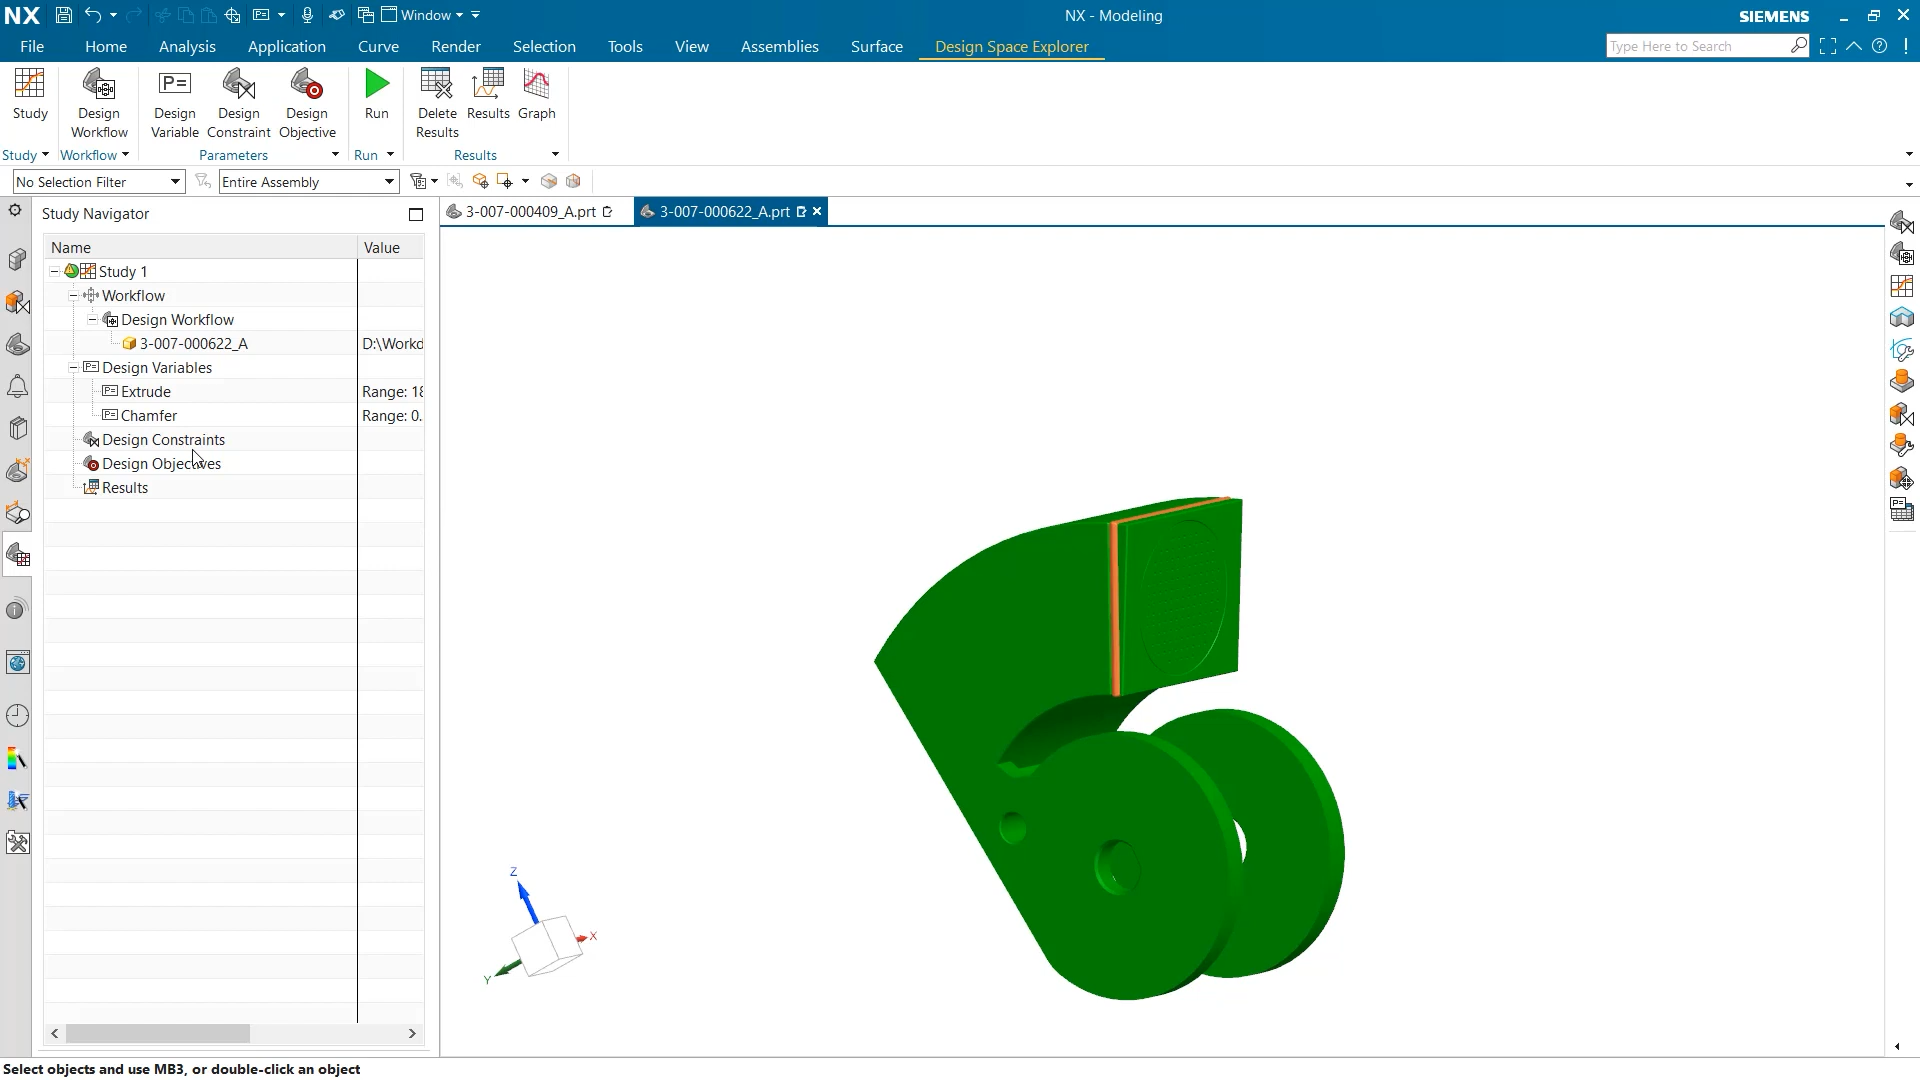 NX
Window
NX - Modeling
SIEMENS
File
Home
Analysis
Application
Curve
Render
Selection
Tools
View
Assemblies
Surface
Design Space Explorer
Type Here to Search
Study
Design Workflow
Design Variable
Design Constraint
Design Objective
Run
Delete Results
Results
Graph
Study
Workflow
Parameters
Run
Results
No Selection Filter
Entire Assembly
Study Navigator
3-007-000409_A.prt
3-007-000622_A.prt
Name
Value
Study 1
Workflow
Design Workflow
3-007-000622_A
D:\Workd
Design Variables
Extrude
Range: 18
Chamfer
Range: 0.
Design Constraints
Design Objectives
Results
Z
X
Y
Select objects and use MB3, or double-click an object